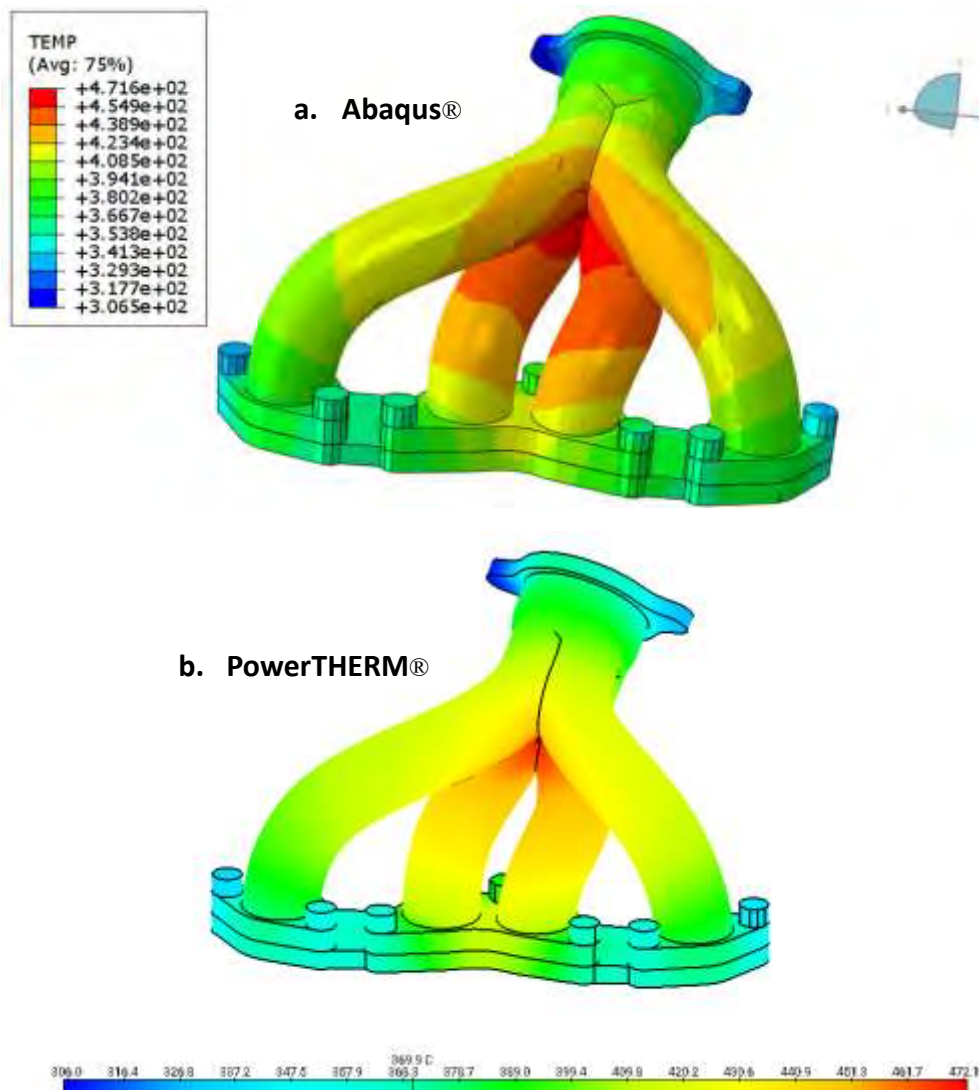 TEMP
(Avg: 75%)
+4.716e+02
+4.549e+02
+4.389e+02
+4.234e+02
+4.085e+02
+3.941e+02
+3.802e+02
+3.667e+02
+3.538e+02
+3.413e+02
+3.293e+02
+3.177e+02
+3.065e+02
a. Abaqus®
b. PowerTHERM®
369.9 C
306.0 316.4 326.8 337.2 347.5 357.9 368.3 378.7 389.0 399.4 409.8 420.2 430.6 440.9 451.3 461.7